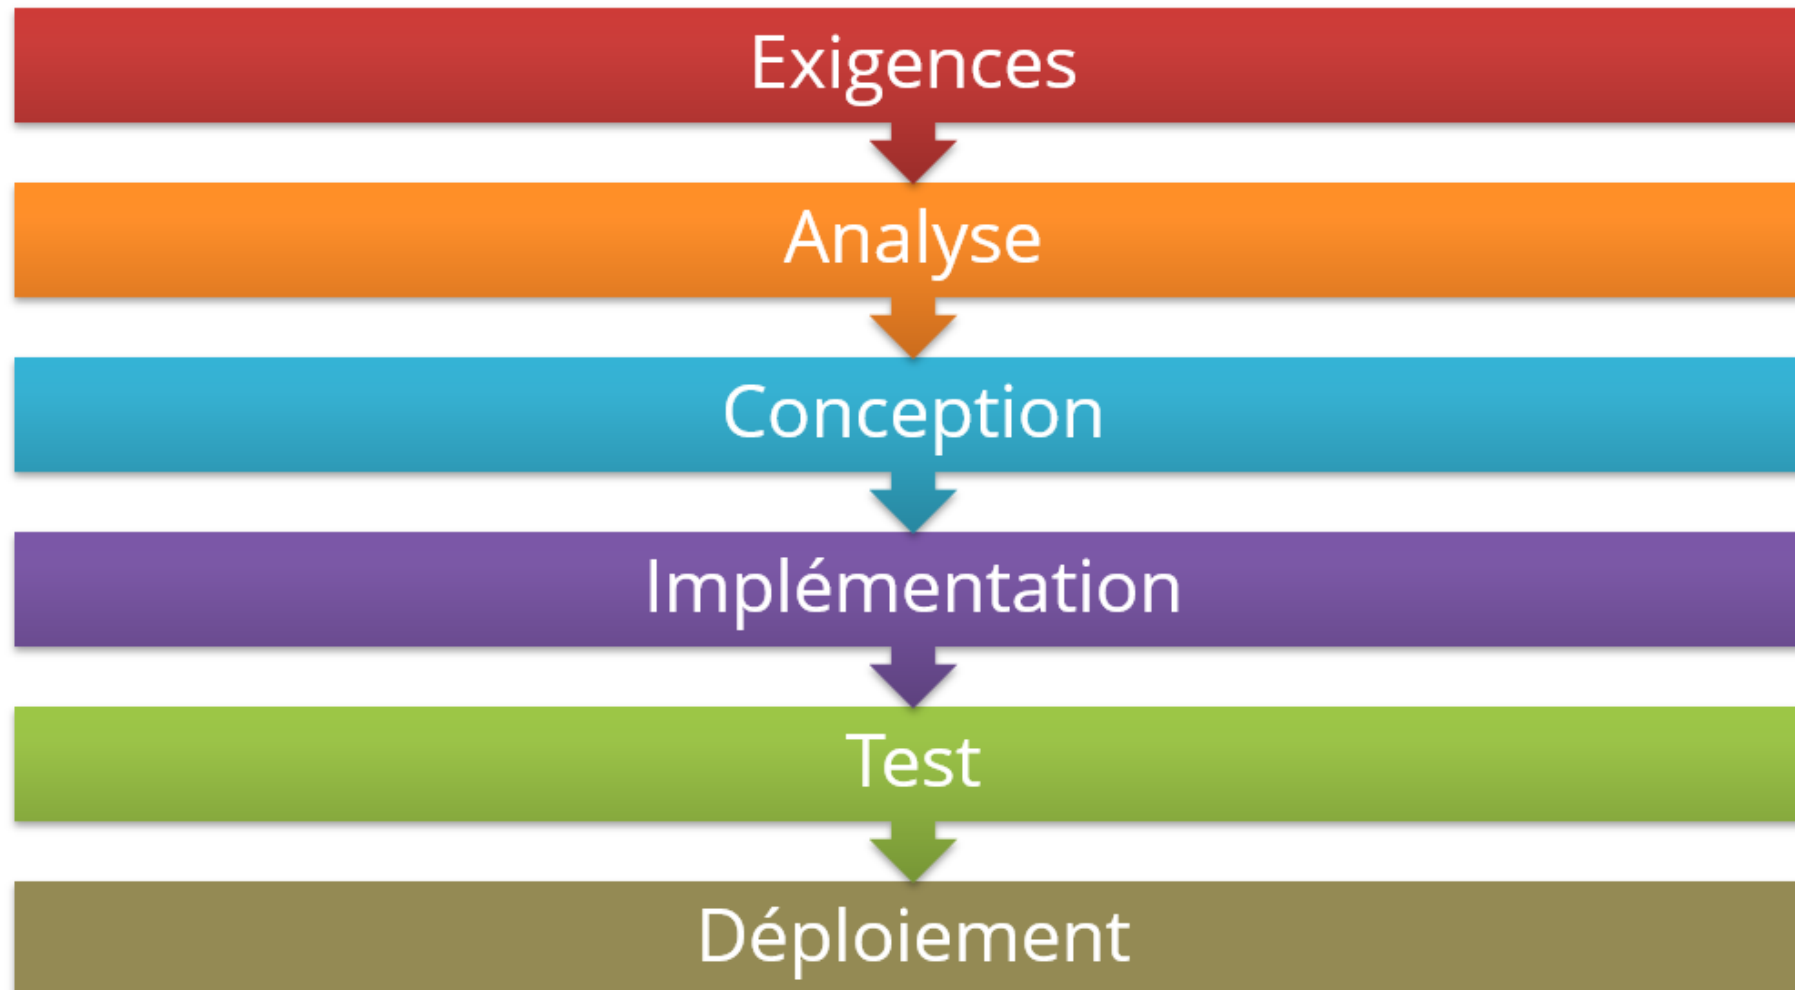 Exigences
Analyse
Conception
Implémentation
Test
Déploiement